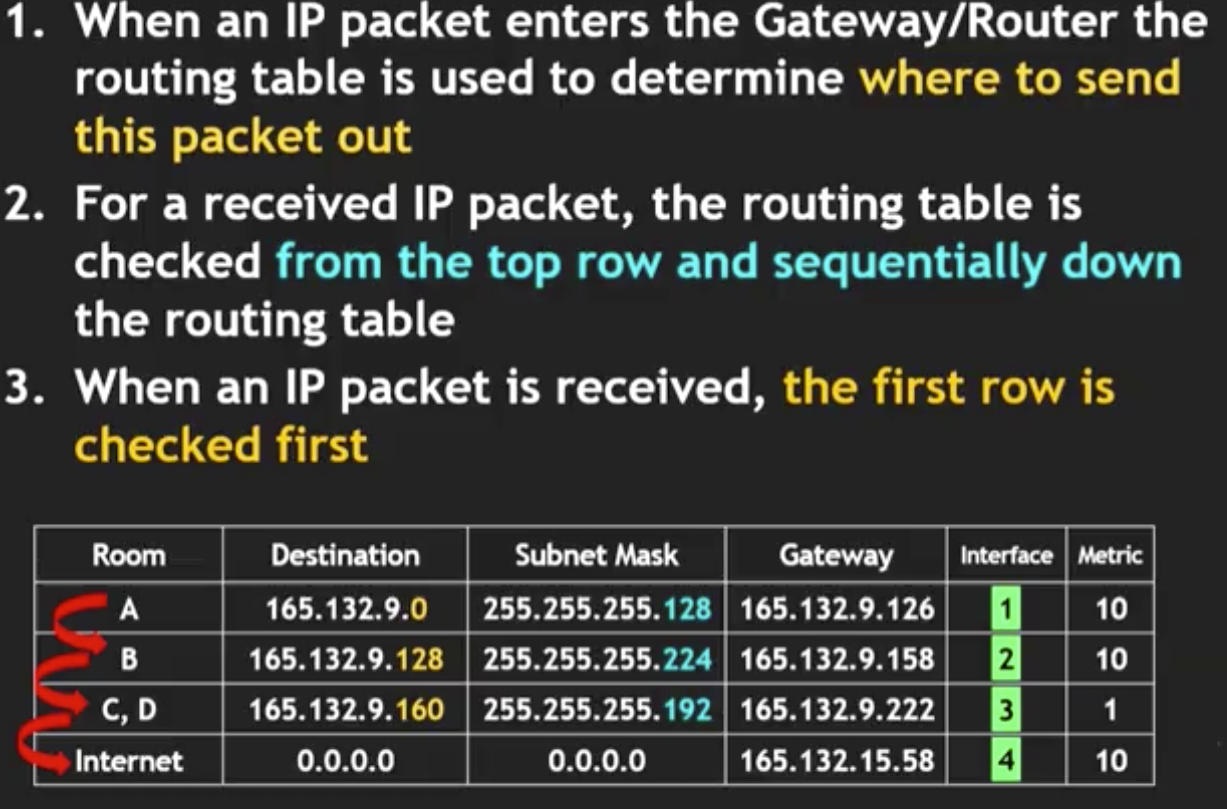 1. When an IP packet enters the Gateway/Router the
routing table is used to determine where to send
this packet out
2. For a received IP packet, the routing table is
checked from the top row and sequentially down
the routing table
3. When an IP packet is received, the first row is
checked first
Room Destination Subnet Mask Gateway Interface Metric
A 165.132.9.0 255.255.255.128 165.132.9.126 1 10
B 165.132.9.128 255.255.255.224 165.132.9.158 2 10
C, D 165.132.9.160 255.255.255.192 165.132.9.222 3 1
Internet 0.0.0.0 0.0.0.0 165.132.15.58 4 10